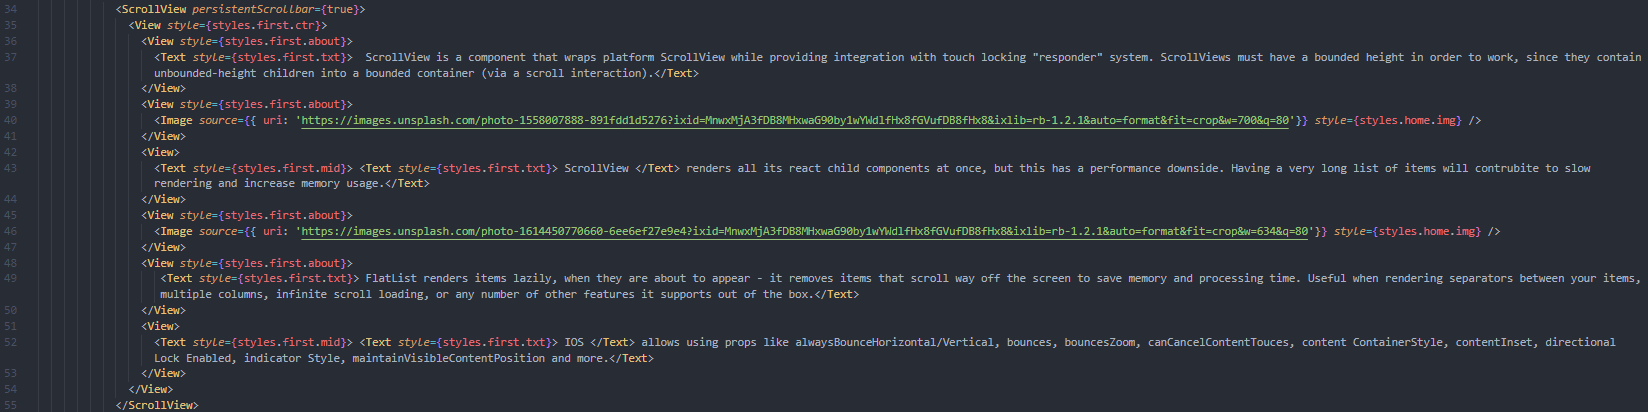 34 <ScrollView persistentScrollbar={true}>
35 <View style={styles.first.ctr}>
36 <View style={styles.first.about}>
37 <Text style={styles.first.txt}>  ScrollView is a component that wraps platform ScrollView while providing integration with touch locking "responder" system. ScrollViews must have a bounded height in order to work, since they contain
unbounded-height children into a bounded container (via a scroll interaction).</Text>
38 </View>
39 <View style={styles.first.about}>
40 <Image source={{ uri: 'https://images.unsplash.com/photo-1558007888-891fdd1d5276?ixid=MnwxMjA3fDB8MHxwaG90by1wYWdlfHx8fGVufDB8fHx8&ixlib=rb-1.2.1&auto=format&fit=crop&w=700&q=80'}} style={styles.home.img} />
41 </View>
42 <View>
43 <Text style={styles.first.mid}> <Text style={styles.first.txt}> ScrollView </Text> renders all its react child components at once, but this has a performance downside. Having a very long list of items will contrubite to slow
rendering and increase memory usage.</Text>
44 </View>
45 <View style={styles.first.about}>
46 <Image source={{ uri: 'https://images.unsplash.com/photo-1614450770660-6ee6ef27e9e4?ixid=MnwxMjA3fDB8MHxwaG90by1wYWdlfHx8fGVufDB8fHx8&ixlib=rb-1.2.1&auto=format&fit=crop&w=634&q=80'}} style={styles.home.img} />
47 </View>
48 <View style={styles.first.about}>
49 <Text style={styles.first.txt}> FlatList renders items lazily, when they are about to appear - it removes items that scroll way off the screen to save memory and processing time. Useful when rendering separators between your items,
multiple columns, infinite scroll loading, or any number of other features it supports out of the box.</Text>
50 </View>
51 <View>
52 <Text style={styles.first.mid}> <Text style={styles.first.txt}> IOS </Text> allows using props like alwaysBounceHorizontal/Vertical, bounces, bouncesZoom, canCancelContentTouces, content ContainerStyle, contentInset, directional
Lock Enabled, indicator Style, maintainVisibleContentPosition and more.</Text>
53 </View>
54 </View>
55 </ScrollView>